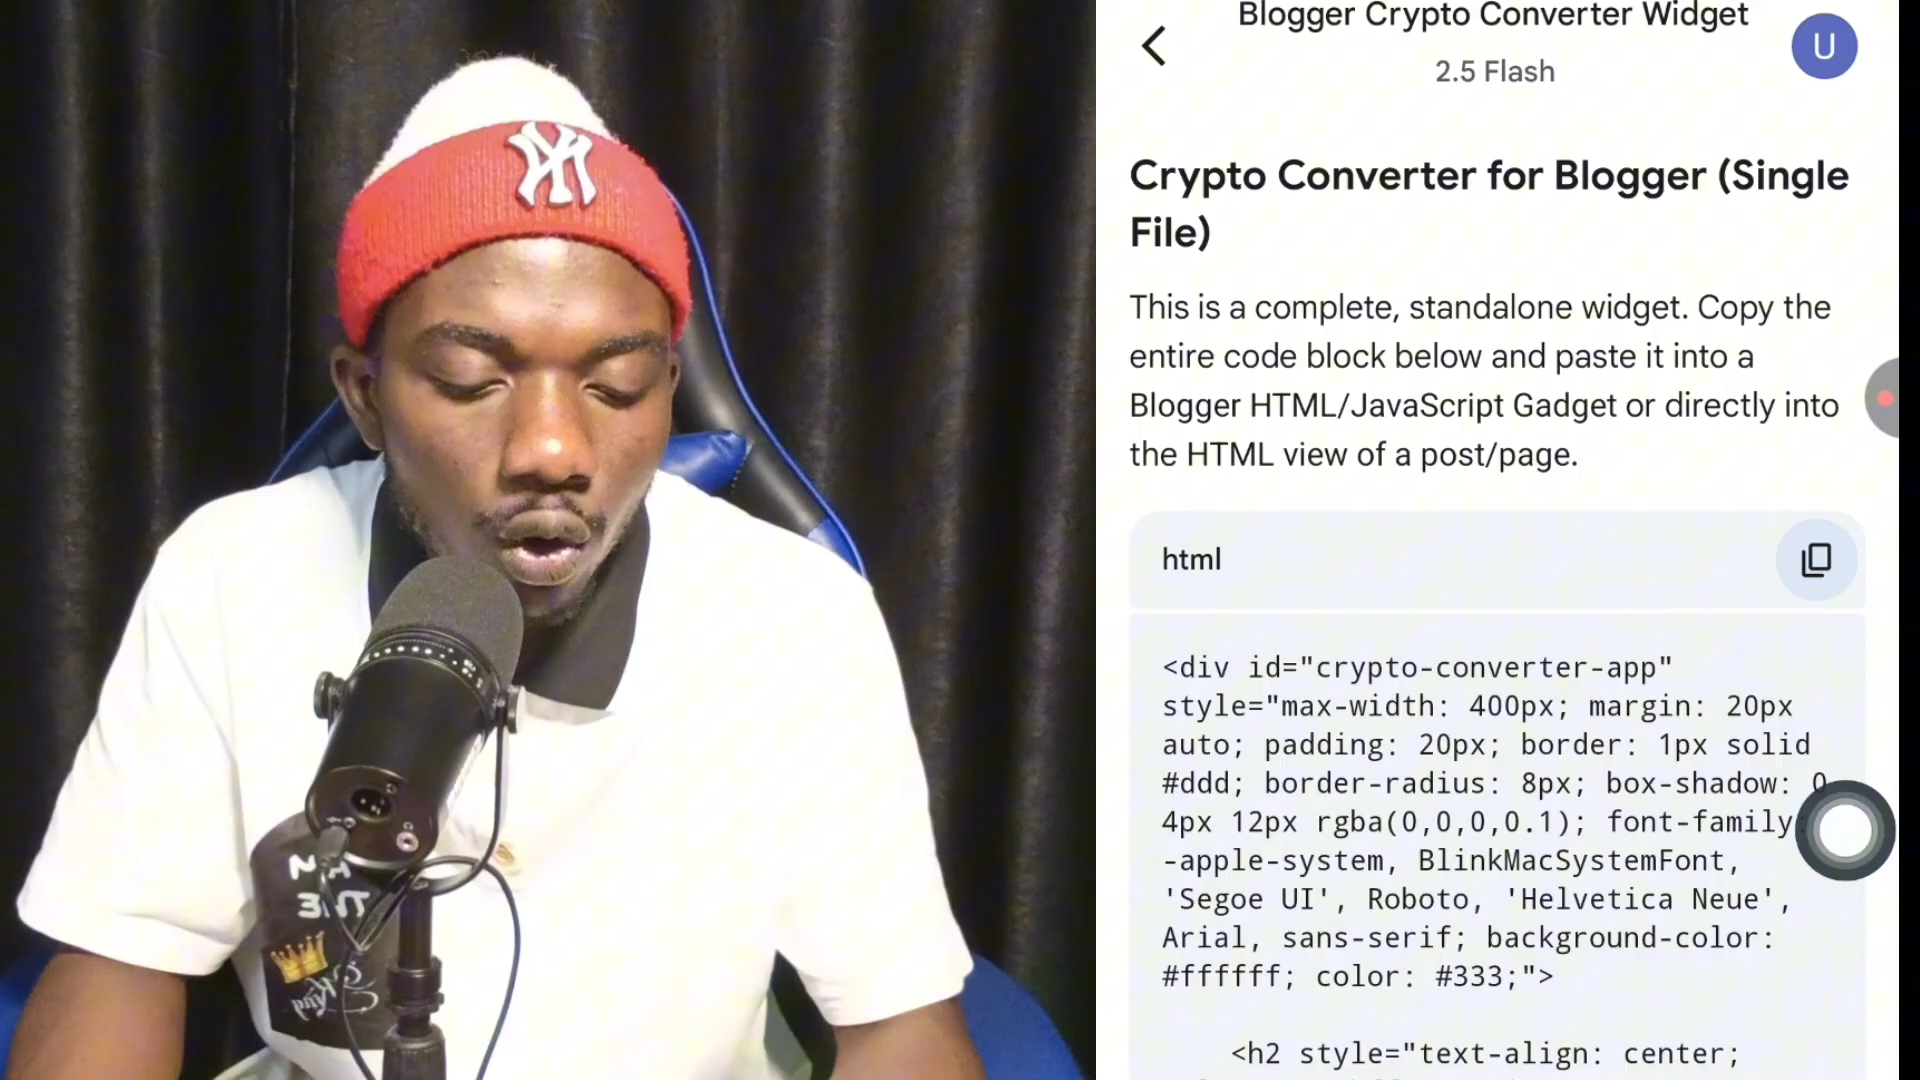 NY
Blogger Crypto Converter Widget
2.5 Flash
U
Crypto Converter for Blogger (Single
File)
This is a complete, standalone widget. Copy the
entire code block below and paste it into a
Blogger HTML/JavaScript Gadget or directly into
the HTML view of a post/page.
html
<div id="crypto-converter-app"
style="max-width: 400px; margin: 20px
auto; padding: 20px; border: 1px solid
#ddd; border-radius: 8px; box-shadow: 0
4px 12px rgba(0,0,0,0.1); font-family:
-apple-system, BlinkMacSystemFont,
'Segoe UI', Roboto, 'Helvetica Neue',
Arial, sans-serif; background-color:
#ffffff; color: #333;">
<h2 style="text-align: center;
King